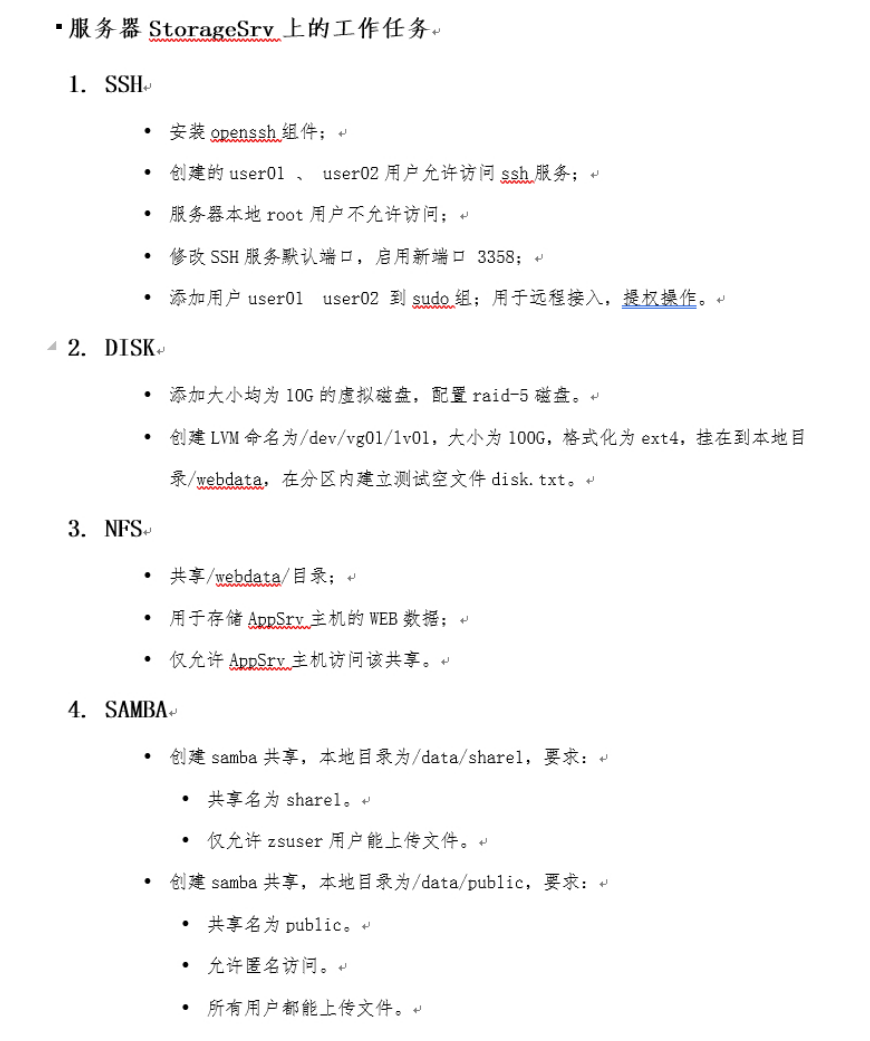 服务器 StorageSrv 上的工作任务
1. SSH
• 安装 openssh 组件；
• 创建的 user01 、 user02 用户允许访问 ssh 服务；
• 服务器本地 root 用户不允许访问；
• 修改 SSH 服务默认端口，启用新端口 3358；
• 添加用户 user01 user02 到 sudo 组；用于远程接入，提权操作。
2. DISK
• 添加大小均为 10G 的虚拟磁盘，配置 raid-5 磁盘。
• 创建 LVM 命名为/dev/vg01/lv01，大小为 100G，格式化为 ext4，挂在到本地目
录/webdata，在分区内建立测试空文件 disk.txt。
3. NFS
• 共享/webdata/目录；
• 用于存储 AppSrv 主机的 WEB 数据；
• 仅允许 AppSrv 主机访问该共享。
4. SAMBA
• 创建 samba 共享，本地目录为/data/share1，要求：
• 共享名为 share1。
• 仅允许 zsuser 用户能上传文件。
• 创建 samba 共享，本地目录为/data/public，要求：
• 共享名为 public。
• 允许匿名访问。
• 所有用户都能上传文件。